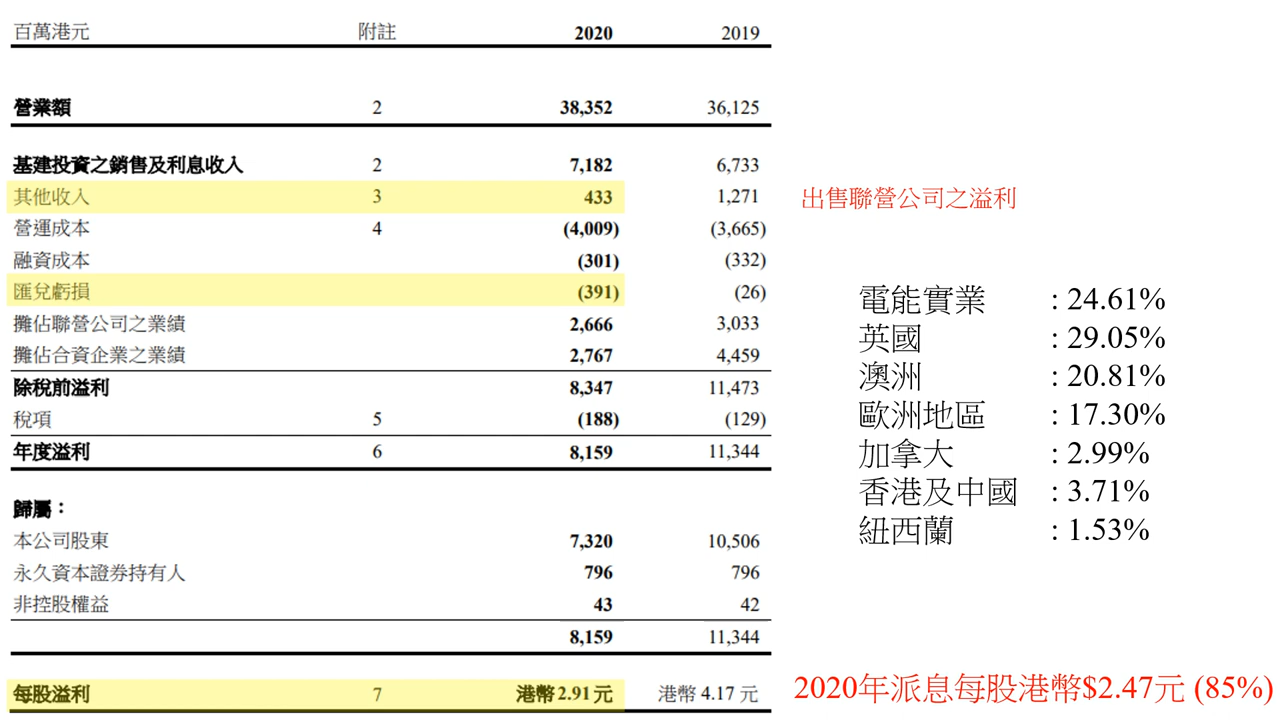 百萬港元 附註 2020 2019
營業額 2 38,352 36,125
基建投資之銷售及利息收入 2 7,182 6,733
其他收入 3 433 1,271
營運成本 4 (4,009) (3,665)
融資成本 (301) (332)
匯兌虧損 (391) (26)
攤佔聯營公司之業績 2,666 3,033
攤佔合資企業之業績 2,767 4,459
除稅前溢利 8,347 11,473
稅項 5 (188) (129)
年度溢利 6 8,159 11,344
歸屬：
本公司股東 7,320 10,506
永久資本證券持有人 796 796
非控股權益 43 42
8,159 11,344
每股溢利 7 港幣2.91元 港幣 4.17 元
出售聯營公司之溢利
電能實業 : 24.61%
英國 : 29.05%
澳洲 : 20.81%
歐洲地區 : 17.30%
加拿大 : 2.99%
香港及中國 : 3.71%
紐西蘭 : 1.53%
2020年派息每股港幣$2.47元 (85%)